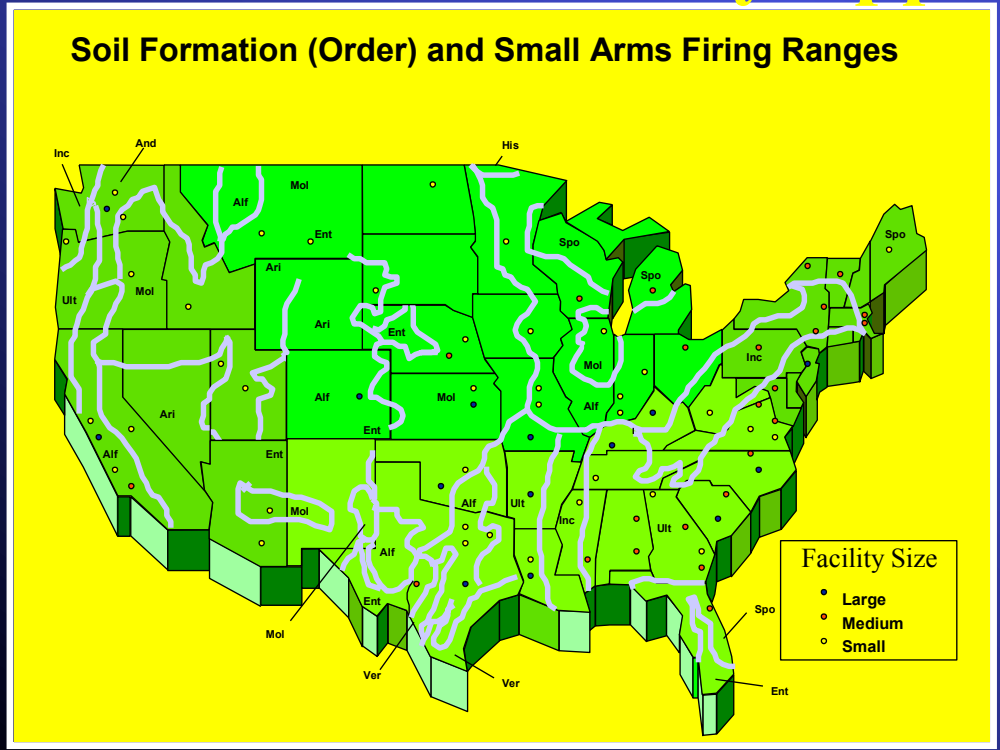 Soil Formation (Order) and Small Arms Firing Ranges
And
Inc
His
Mol
Alf
Ent
Spo
Spo
Spo
Ari
Ult
Mol
Ari
Ent
Mol
Inc
Alf
Mol
Alf
Ari
Ent
Alf
Ent
Mol
Alf
Ult
Inc
Ult
Alf
Ent
Mol
Ver
Ver
Spo
Ent
Facility Size
Large
Medium
Small